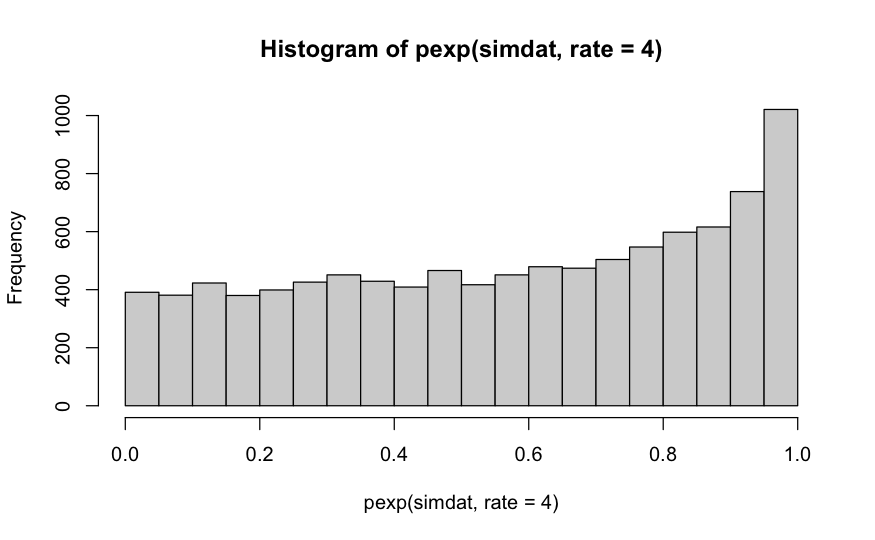 Histogram of pexp(simdat, rate = 4)
Frequency
1000
800
600
400
200
0
0.0 0.2 0.4 0.6 0.8 1.0
pexp(simdat, rate = 4)